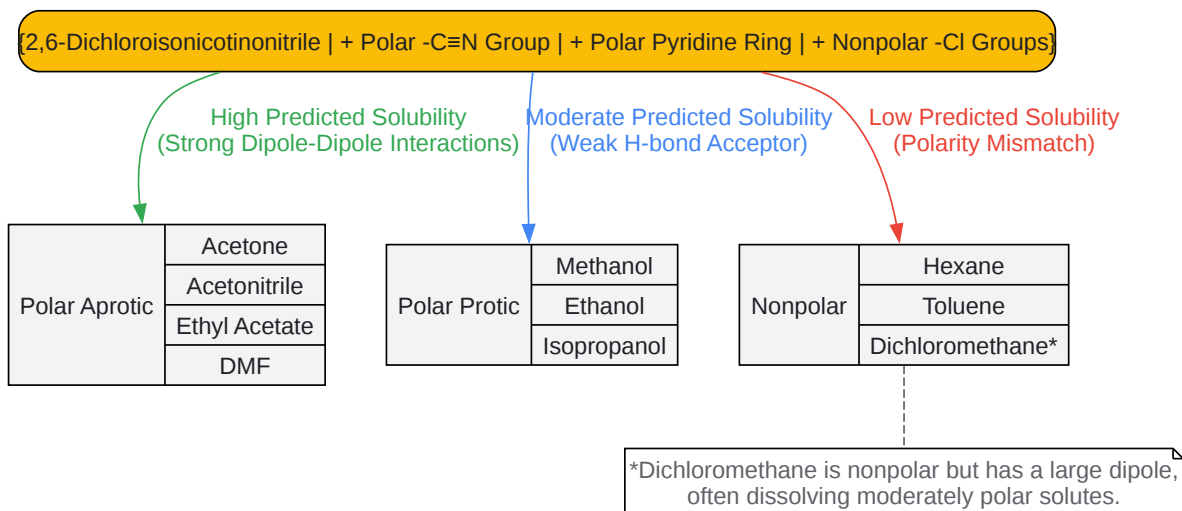 {2,6-Dichloroisonicotinonitrile | + Polar -C≡N Group | + Polar Pyridine Ring | + Nonpolar -Cl Groups}
High Predicted Solubility
(Strong Dipole-Dipole Interactions)
Moderate Predicted Solubility
(Weak H-bond Acceptor)
Low Predicted Solubility
(Polarity Mismatch)
Polar Aprotic
Acetone
Acetonitrile
Ethyl Acetate
DMF
Polar Protic
Methanol
Ethanol
Isopropanol
Nonpolar
Hexane
Toluene
Dichloromethane*
*Dichloromethane is nonpolar but has a large dipole,
often dissolving moderately polar solutes.